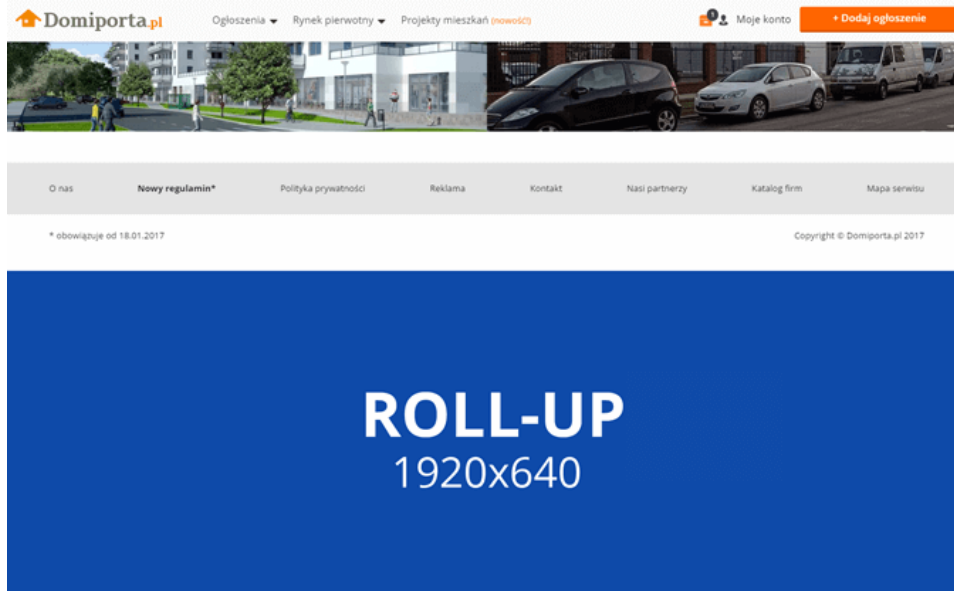 Domiporta.pl Ogłoszenia Rynek pierwotny Projekty mieszkań (nowość!) 1 Moje konto + Dodaj ogłoszenie
O nas Nowy regulamin* Polityka prywatności Reklama Kontakt Nasi partnerzy Katalog firm Mapa serwisu
* obowiązuje od 18.01.2017 Copyright © Domiporta.pl 2017
ROLL-UP
1920x640